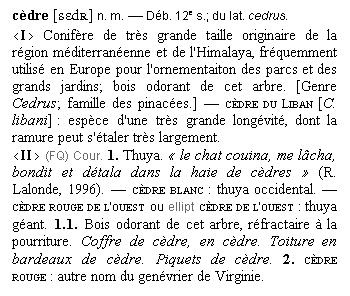 cèdre [sɛdʀ] n. m. — Déb. 12e s.; du lat. cedrus.
<I> Conifère de très grande taille originaire de la
région méditerranéenne et de l'Himalaya, fréquemment
utilisé en Europe pour l'ornementaiton des parcs et des
grands jardins; bois odorant de cet arbre. [Genre
Cedrus; famille des pinacées.] — CÈDRE DU LIBAN [C.
libani] : espèce d'une très grande longévité, dont la
ramure peut s'étaler très largement.
<II> (FQ) Cour. 1. Thuya. « le chat couina, me lâcha,
bondit et détala dans la haie de cèdres » (R.
Lalonde, 1996). — CÈDRE BLANC : thuya occidental. —
CÈDRE ROUGE DE L'OUEST ou ellipt CÈDRE DE L'OUEST : thuya
géant. 1.1. Bois odorant de cet arbre, réfractaire à la
pourriture. Coffre de cèdre, en cèdre. Toiture en
bardeaux de cèdre. Piquets de cèdre. 2. CÈDRE
ROUGE : autre nom du genévrier de Virginie.